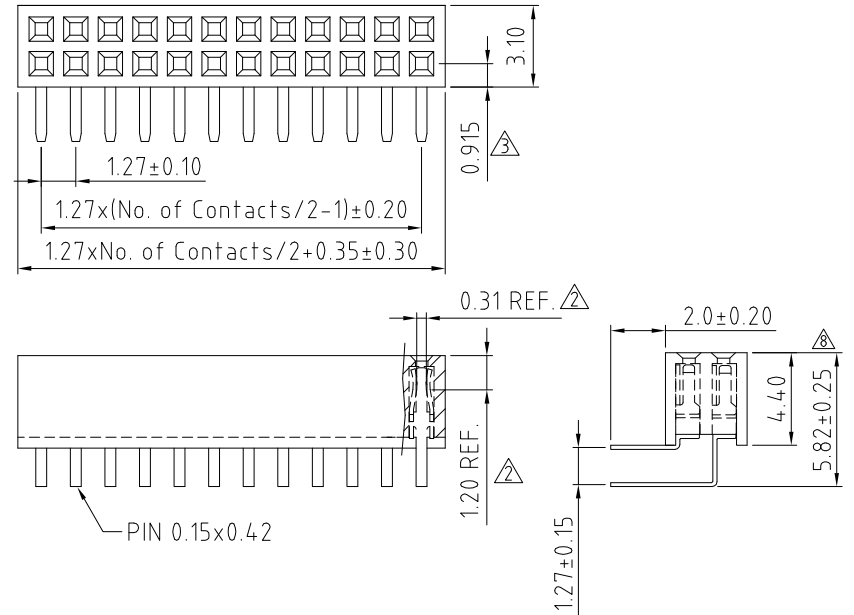 3.10
0.915
3
1.27±0.10
1.27x(No. of Contacts/2-1)±0.20
1.27xNo. of Contacts/2+0.35±0.30
0.31 REF.
2
1.20 REF.
2
PIN 0.15x0.42
2.0±0.20
8
4.40
5.82±0.25
1.27±0.15